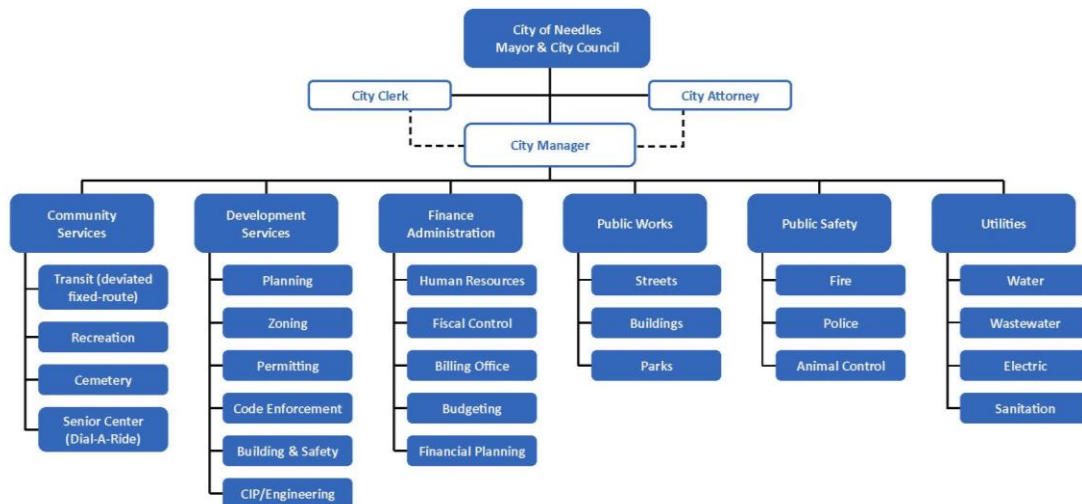 City of Needles
Mayor & City Council
City Clerk
City Attorney
City Manager
Community
Services
Development
Services
Finance
Administration
Public Works
Public Safety
Utilities
Transit (deviated
fixed-route)
Recreation
Cemetery
Senior Center
(Dial-A-Ride)
Planning
Zoning
Permitting
Code Enforcement
Building & Safety
CIP/Engineering
Human Resources
Fiscal Control
Billing Office
Budgeting
Financial Planning
Streets
Buildings
Parks
Fire
Police
Animal Control
Water
Wastewater
Electric
Sanitation